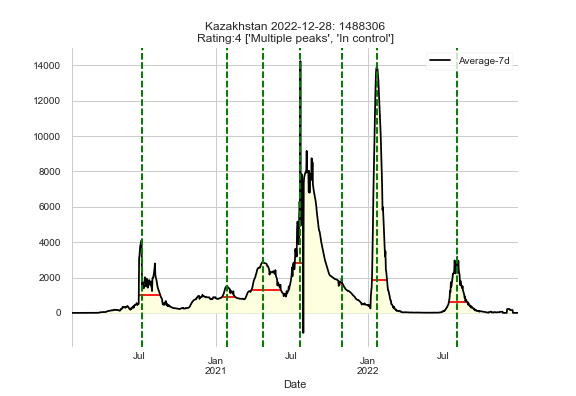 Kazakhstan 2022-12-28: 1488306
Rating:4 ['Multiple peaks', 'In control']
Average-7d
14000
12000
10000
8000
6000
4000
2000
0
Jul
Jan
2021
Jul
Jan
2022
Jul
Date